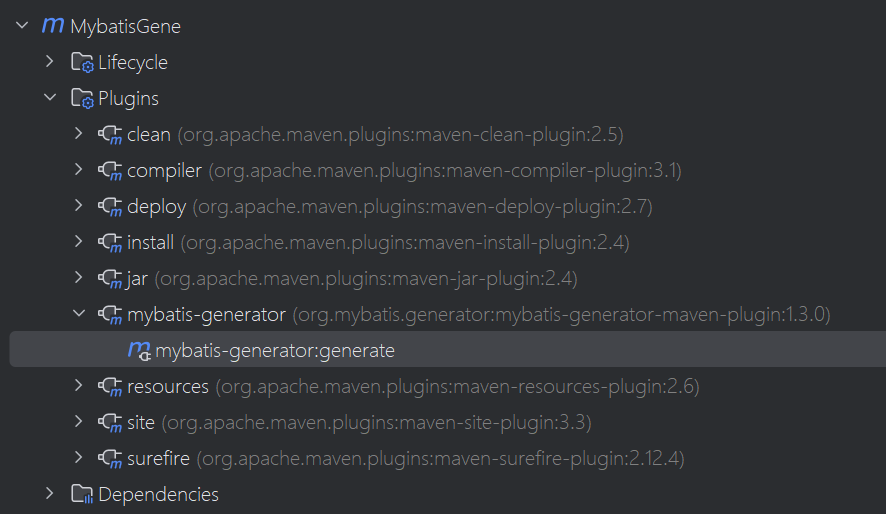 MybatisGene
Lifecycle
Plugins
clean (org.apache.maven.plugins:maven-clean-plugin:2.5)
compiler (org.apache.maven.plugins:maven-compiler-plugin:3.1)
deploy (org.apache.maven.plugins:maven-deploy-plugin:2.7)
install (org.apache.maven.plugins:maven-install-plugin:2.4)
jar (org.apache.maven.plugins:maven-jar-plugin:2.4)
mybatis-generator (org.mybatis.generator:mybatis-generator-maven-plugin:1.3.0)
mybatis-generator:generate
resources (org.apache.maven.plugins:maven-resources-plugin:2.6)
site (org.apache.maven.plugins:maven-site-plugin:3.3)
surefire (org.apache.maven.plugins:maven-surefire-plugin:2.12.4)
Dependencies